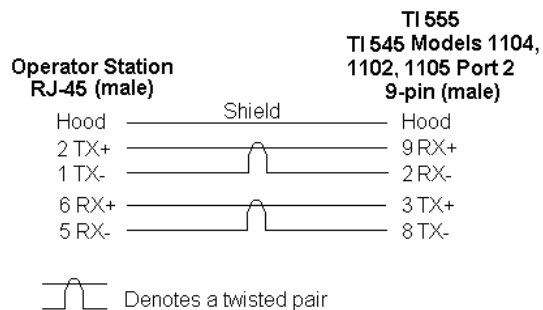 TI 555
TI 545 Models 1104,
1102, 1105 Port 2
9-pin (male)
Operator Station
RJ-45 (male)
Hood Shield Hood
2 TX+ 9 RX+
1 TX- 2 RX-
6 RX+ 3 TX+
5 RX- 8 TX-
Denotes a twisted pair